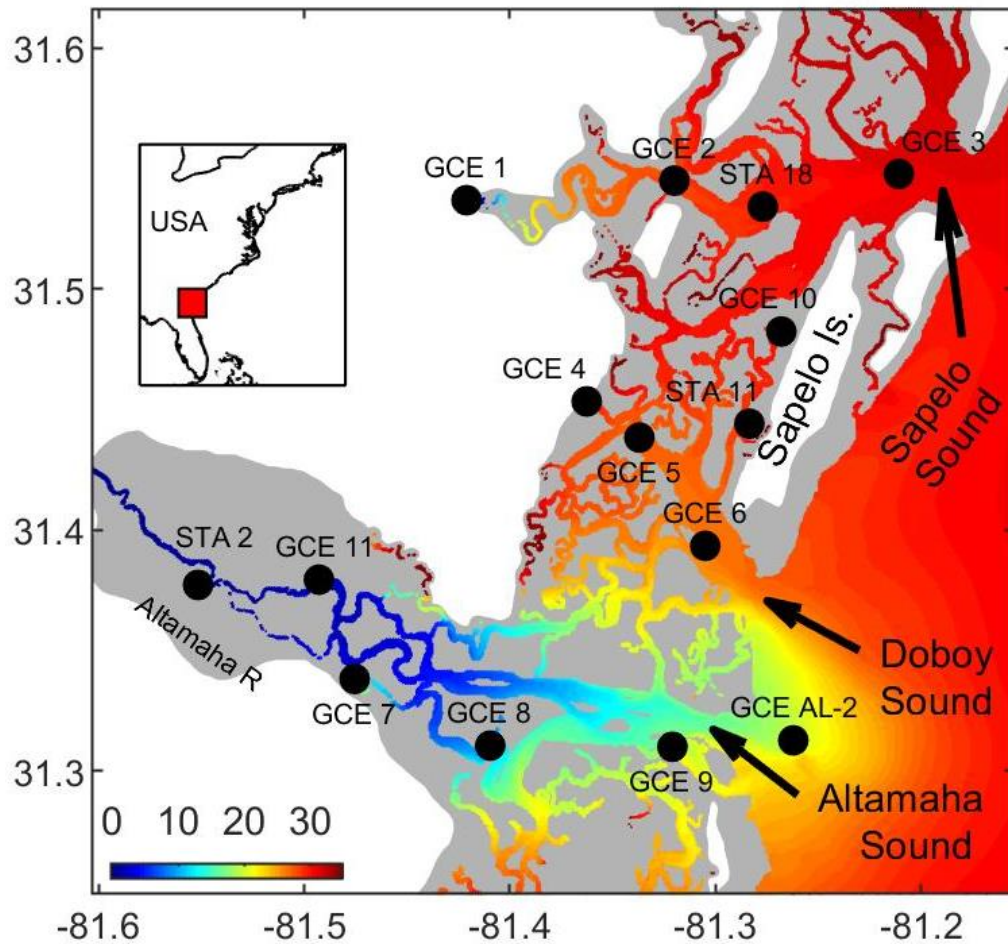 31.6
31.5
31.4
31.3
USA
GCE 1
GCE 2
STA 18
GCE 3
GCE 10
GCE 4
STA 11
Sapelo Is.
Sapelo
Sound
GCE 5
GCE 6
STA 2
GCE 11
Altamaha R
Doboy
Sound
GCE 7
GCE 8
GCE AL-2
GCE 9
Altamaha
Sound
0 10 20 30
-81.6 -81.5 -81.4 -81.3 -81.2